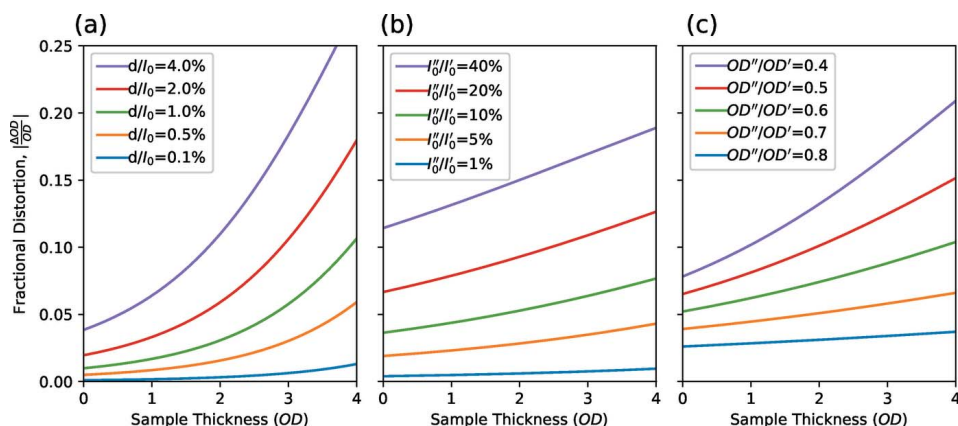 (a) (b) (c)
Fractional Distortion, |ΔOD/OD|
0.25
0.20
0.15
0.10
0.05
0.00
d/I₀=4.0%
d/I₀=2.0%
d/I₀=1.0%
d/I₀=0.5%
d/I₀=0.1%
0 1 2 3 4
Sample Thickness (OD)
I₀″/I₀′=40%
I₀″/I₀′=20%
I₀″/I₀′=10%
I₀″/I₀′=5%
I₀″/I₀′=1%
0 1 2 3 4
Sample Thickness (OD)
OD″/OD′=0.4
OD″/OD′=0.5
OD″/OD′=0.6
OD″/OD′=0.7
OD″/OD′=0.8
0 1 2 3 4
Sample Thickness (OD)